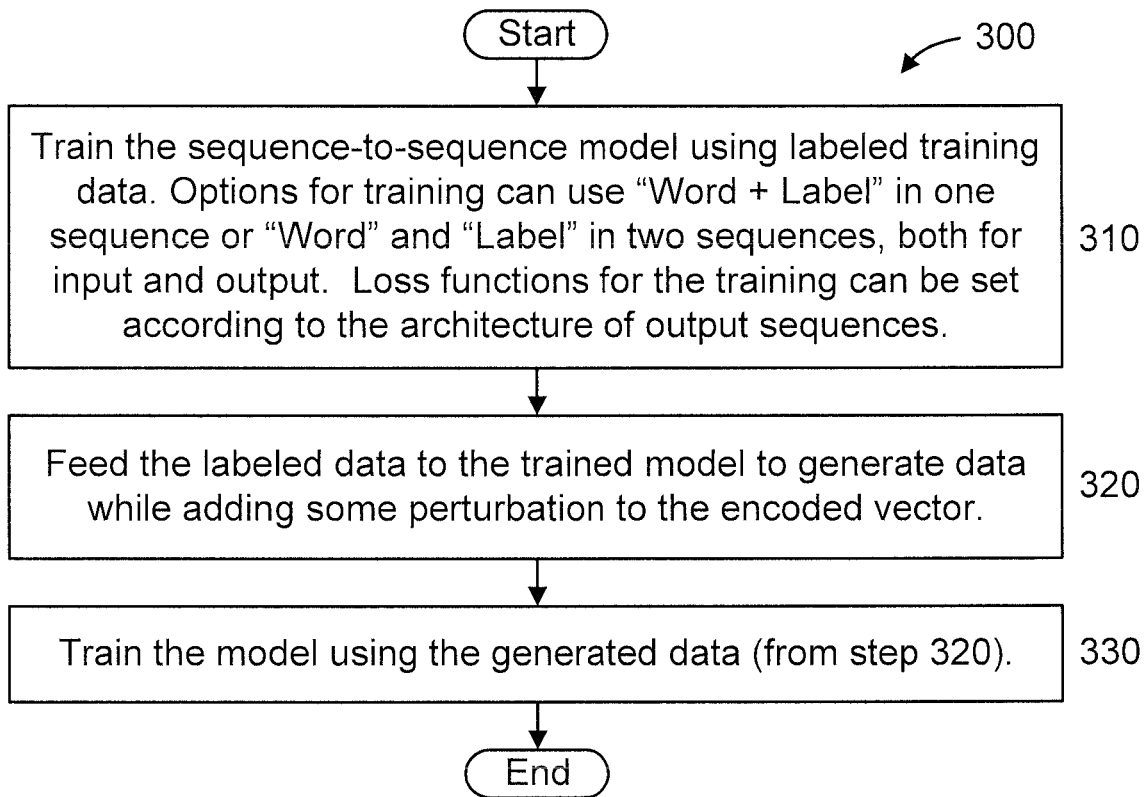 Start
300
Train the sequence-to-sequence model using labeled training
data. Options for training can use “Word + Label” in one
sequence or “Word” and “Label” in two sequences, both for
input and output.  Loss functions for the training can be set
according to the architecture of output sequences.
310
Feed the labeled data to the trained model to generate data
while adding some perturbation to the encoded vector.
320
Train the model using the generated data (from step 320).
330
End